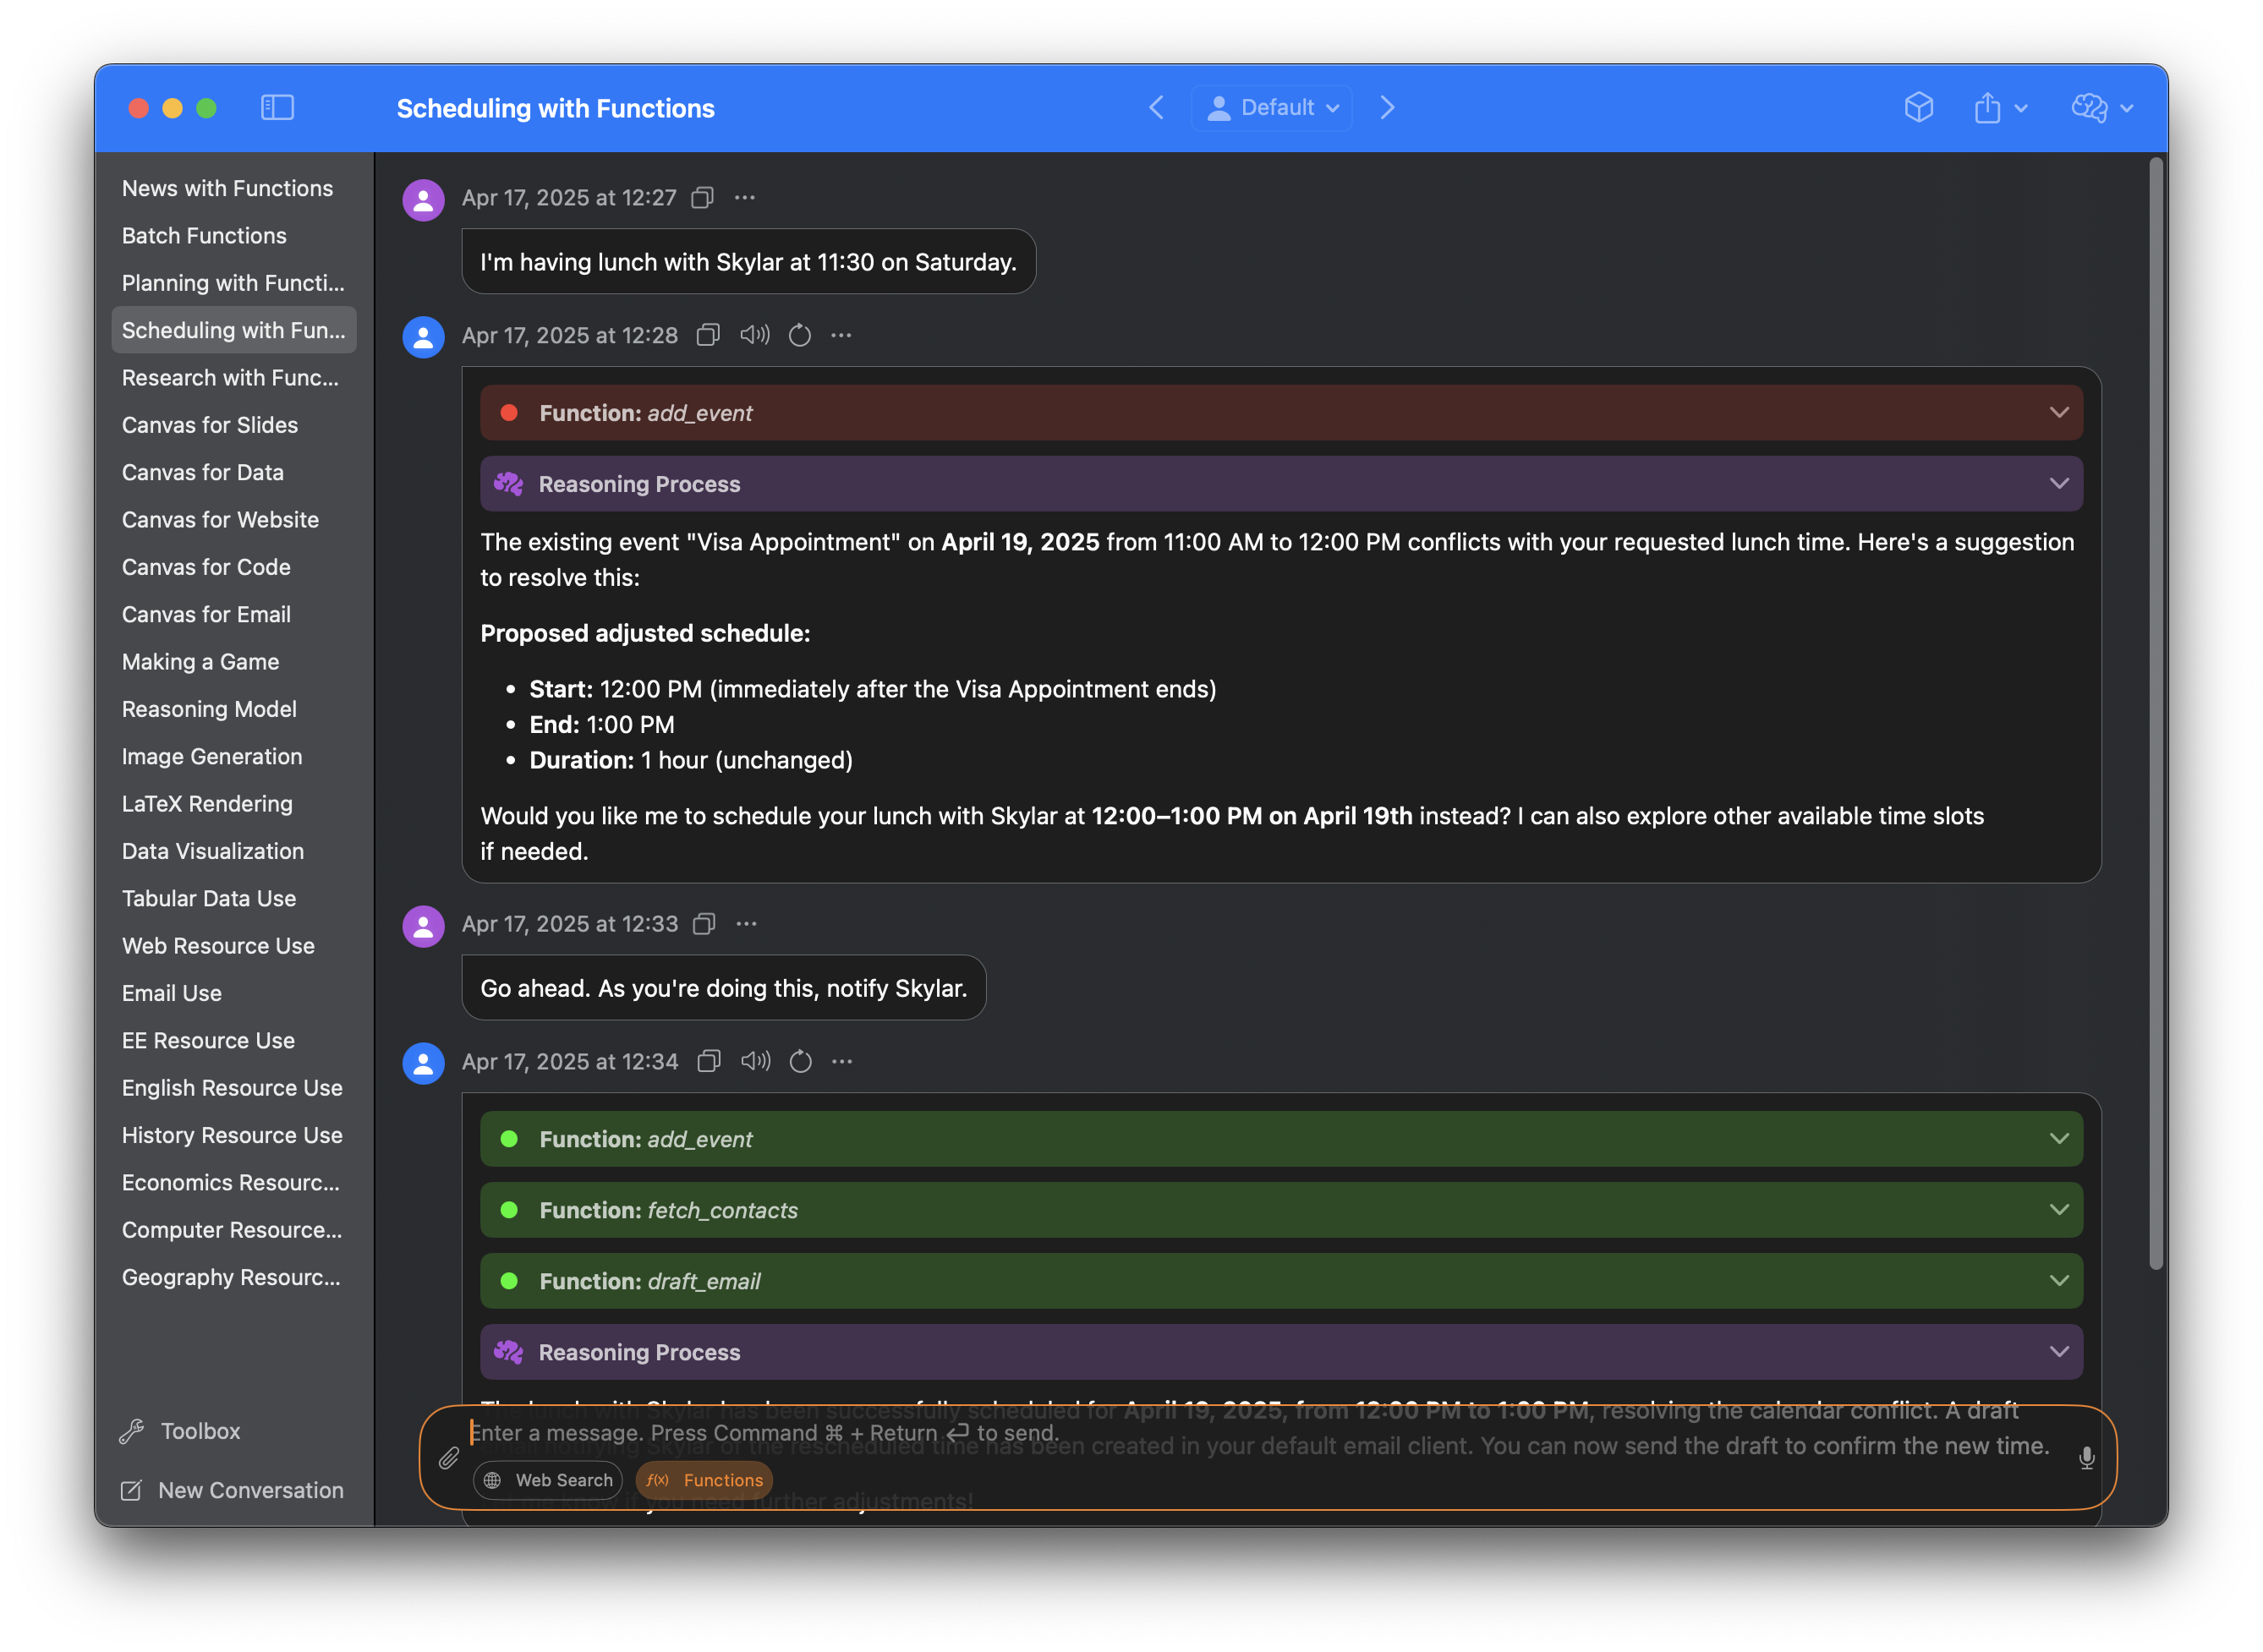 Scheduling with Functions
Default
News with Functions
Batch Functions
Planning with Functi...
Scheduling with Fun...
Research with Func...
Canvas for Slides
Canvas for Data
Canvas for Website
Canvas for Code
Canvas for Email
Making a Game
Reasoning Model
Image Generation
LaTeX Rendering
Data Visualization
Tabular Data Use
Web Resource Use
Email Use
EE Resource Use
English Resource Use
History Resource Use
Economics Resourc...
Computer Resource...
Geography Resourc...
Toolbox
New Conversation
Apr 17, 2025 at 12:27
I'm having lunch with Skylar at 11:30 on Saturday.
Apr 17, 2025 at 12:28
Function: add_event
Reasoning Process
The existing event "Visa Appointment" on April 19, 2025 from 11:00 AM to 12:00 PM conflicts with your requested lunch time. Here's a suggestion
to resolve this:
Proposed adjusted schedule:
• Start: 12:00 PM (immediately after the Visa Appointment ends)
• End: 1:00 PM
• Duration: 1 hour (unchanged)
Would you like me to schedule your lunch with Skylar at 12:00–1:00 PM on April 19th instead? I can also explore other available time slots
if needed.
Apr 17, 2025 at 12:33
Go ahead. As you're doing this, notify Skylar.
Apr 17, 2025 at 12:34
Function: add_event
Function: fetch_contacts
Function: draft_email
Reasoning Process
The lunch with Skylar has been successfully scheduled for April 19, 2025, from 12:00 PM to 1:00 PM, resolving the calendar conflict. A draft
email notifying Skylar of the rescheduled time has been created in your default email client. You can now send the draft to confirm the new time.
me know if you need further adjustments!
Enter a message. Press Command ⌘ + Return ↩ to send.
Web Search
f(x) Functions